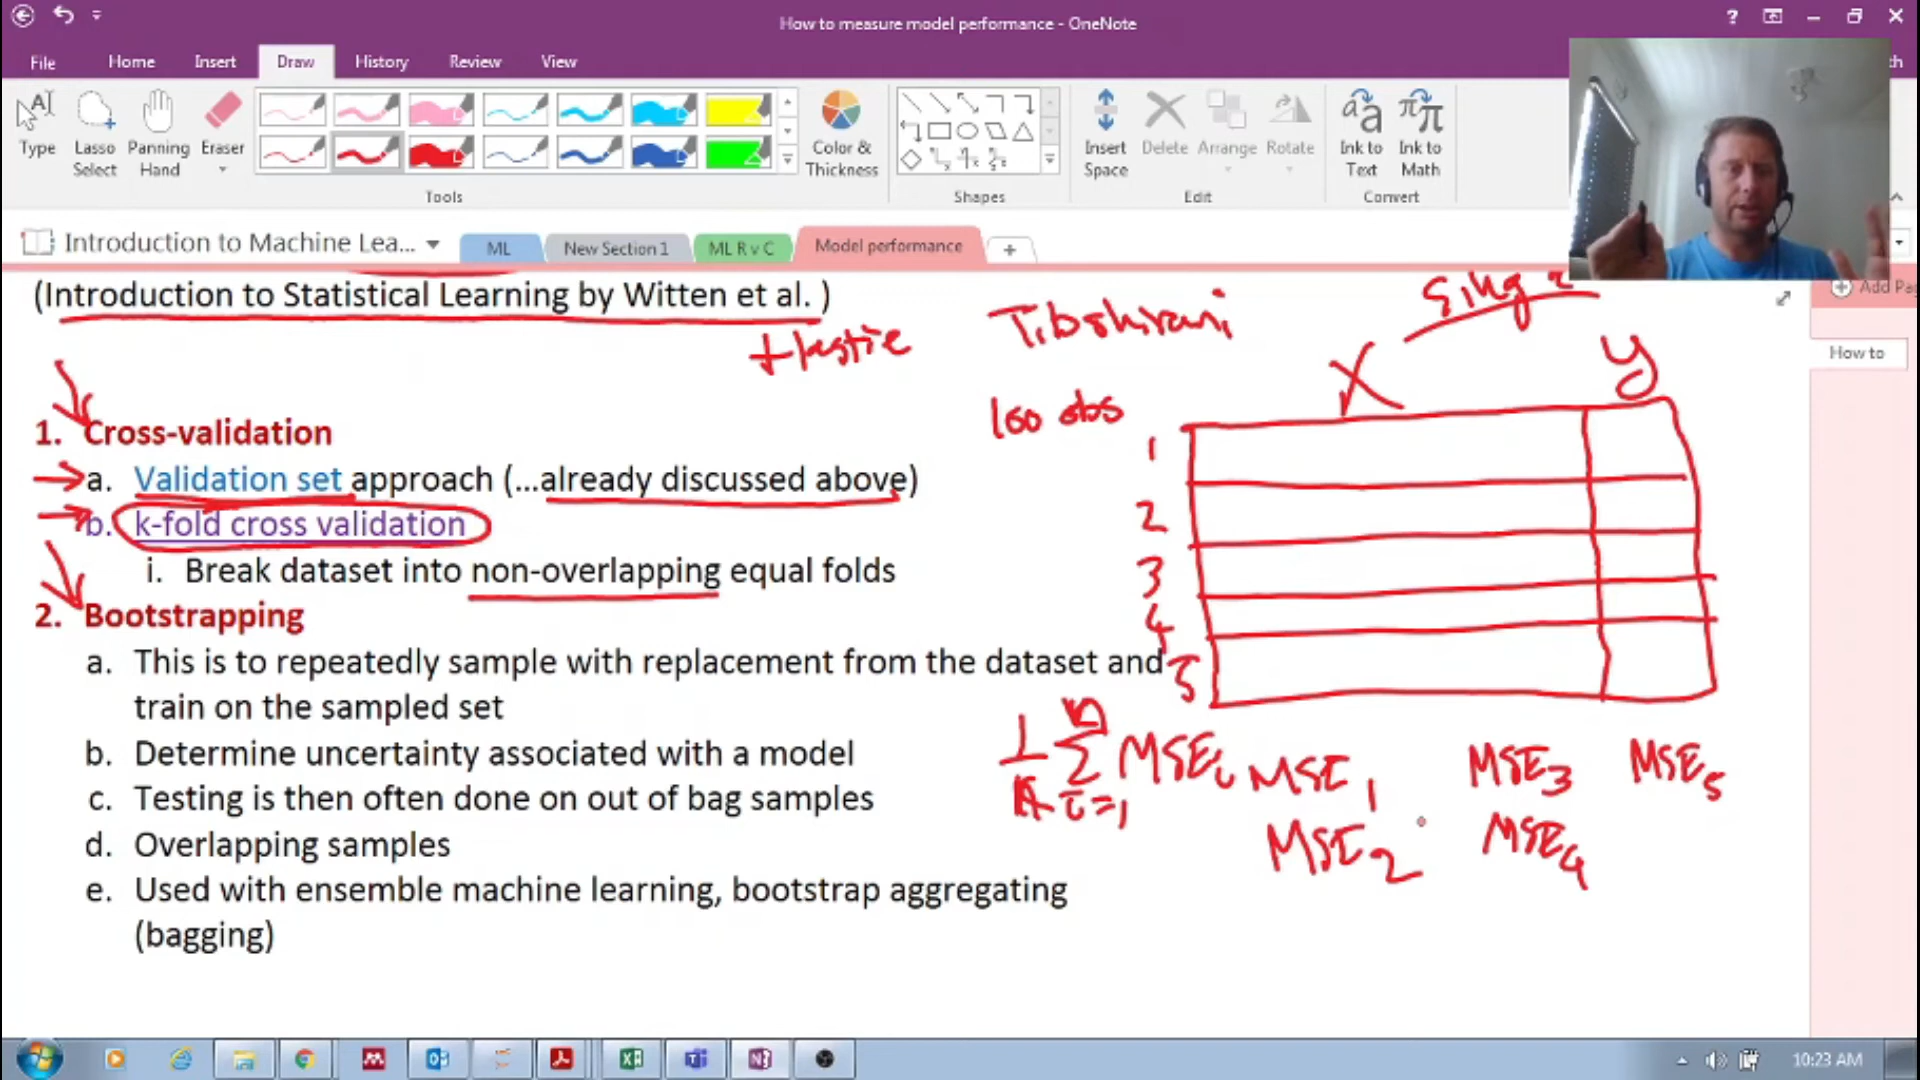 How to measure model performance - OneNote
File Home Insert Draw History Review View
Type Lasso Select Panning Hand Eraser
Color & Thickness
Insert Space Delete Arrange Rotate
Ink to Text Ink to Math
Tools Shapes Edit Convert
Introduction to Machine Lea... ML New Section 1 ML R v C Model performance
Add Pag
How to
(Introduction to Statistical Learning by Witten et al. )
Hastie
Tibshirani
X y
100 obs
1. Cross-validation
a. Validation set approach (...already discussed above)
b. k-fold cross validation
i. Break dataset into non-overlapping equal folds
2. Bootstrapping
a. This is to repeatedly sample with replacement from the dataset and
train on the sampled set
b. Determine uncertainty associated with a model
c. Testing is then often done on out of bag samples
d. Overlapping samples
e. Used with ensemble machine learning, bootstrap aggregating
(bagging)
1
2
3
4
5
MSE1 MSE3 MSE5
MSE2 MSE4
10:23 AM